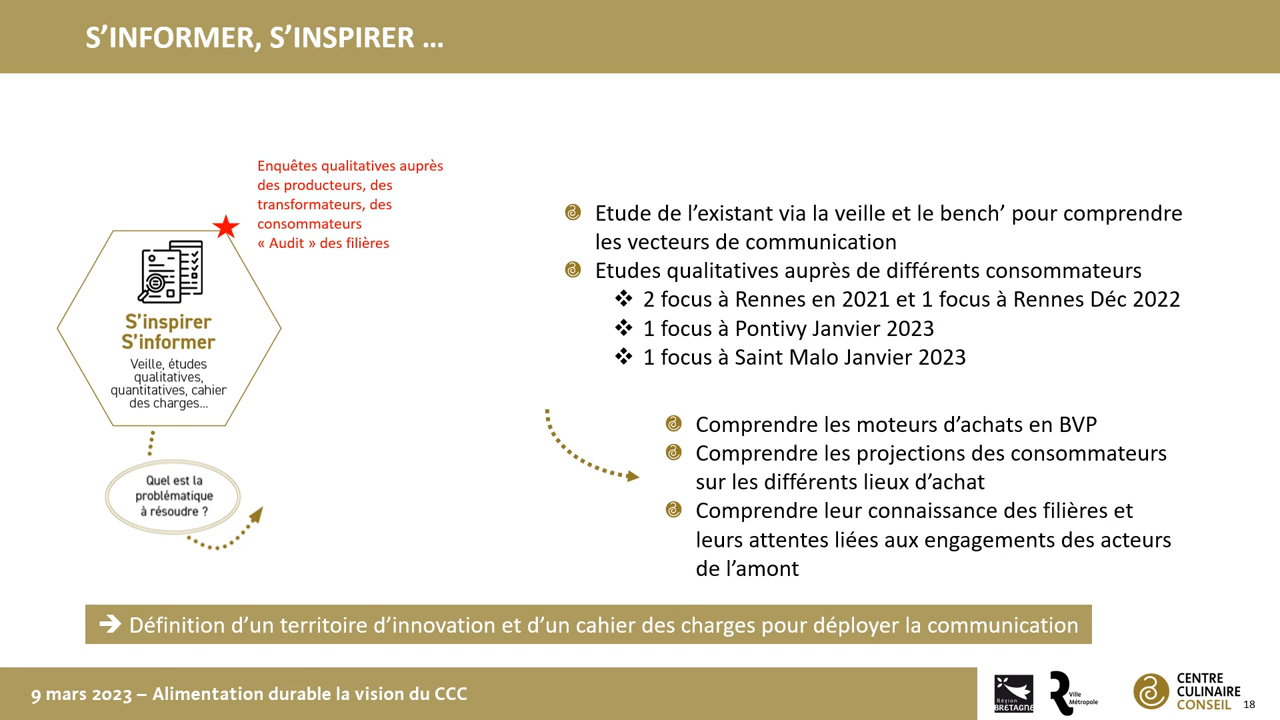 S’INFORMER, S’INSPIRER …
Enquêtes qualitatives auprès
des producteurs, des
transformateurs, des
consommateurs
« Audit » des filières
S’inspirer
S’informer
Veille, études
qualitatives,
quantitatives, cahier
des charges…
Quel est la
problématique
à résoudre ?
Etude de l’existant via la veille et le bench’ pour comprendre
les vecteurs de communication
Etudes qualitatives auprès de différents consommateurs
❖ 2 focus à Rennes en 2021 et 1 focus à Rennes Déc 2022
❖ 1 focus à Pontivy Janvier 2023
❖ 1 focus à Saint Malo Janvier 2023
Comprendre les moteurs d’achats en BVP
Comprendre les projections des consommateurs
sur les différents lieux d’achat
Comprendre leur connaissance des filières et
leurs attentes liées aux engagements des acteurs
de l’amont
➔ Définition d’un territoire d’innovation et d’un cahier des charges pour déployer la communication
9 mars 2023 – Alimentation durable la vision du CCC
Région
BRETAGNE
Ville
Métropole
CENTRE
CULINAIRE
CONSEIL
18